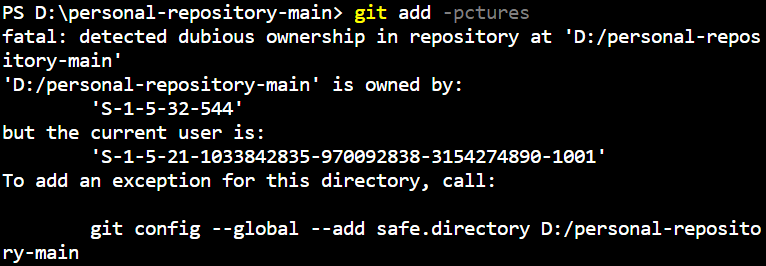 PS D:\personal-repository-main> git add -pctures
fatal: detected dubious ownership in repository at 'D:/personal-repos
itory-main'
'D:/personal-repository-main' is owned by:
        'S-1-5-32-544'
but the current user is:
        'S-1-5-21-1033842835-970092838-3154274890-1001'
To add an exception for this directory, call:

        git config --global --add safe.directory D:/personal-reposito
ry-main